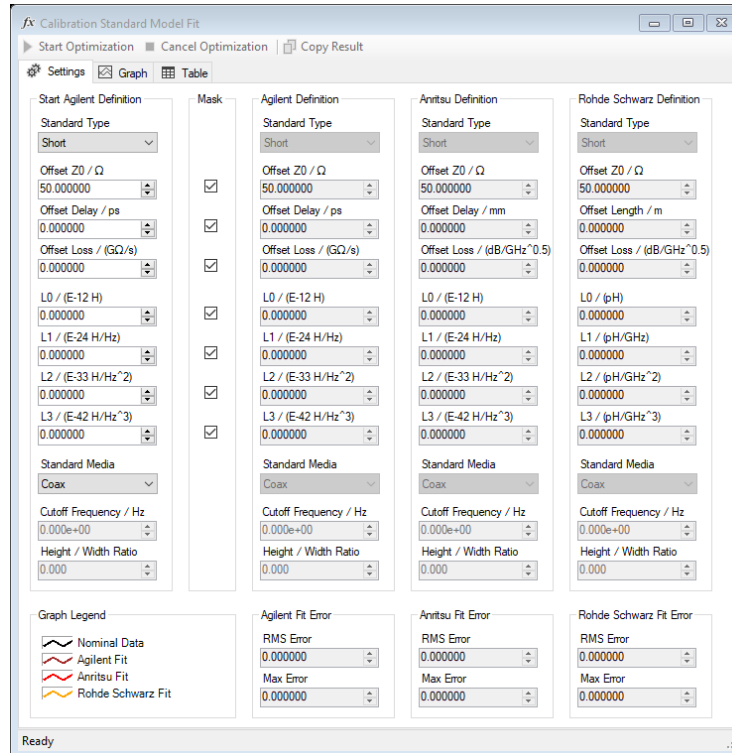 fx Calibration Standard Model Fit
Start Optimization Cancel Optimization Copy Result
Settings Graph Table
Start Agilent Definition
Standard Type
Short
Offset Z0 / Ω
50.000000
Offset Delay / ps
0.000000
Offset Loss / (GΩ/s)
0.000000
L0 / (E-12 H)
0.000000
L1 / (E-24 H/Hz)
0.000000
L2 / (E-33 H/Hz^2)
0.000000
L3 / (E-42 H/Hz^3)
0.000000
Standard Media
Coax
Cutoff Frequency / Hz
0.000e+00
Height / Width Ratio
0.000
Mask
Agilent Definition
Standard Type
Short
Offset Z0 / Ω
50.000000
Offset Delay / ps
0.000000
Offset Loss / (GΩ/s)
0.000000
L0 / (E-12 H)
0.000000
L1 / (E-24 H/Hz)
0.000000
L2 / (E-33 H/Hz^2)
0.000000
L3 / (E-42 H/Hz^3)
0.000000
Standard Media
Coax
Cutoff Frequency / Hz
0.000e+00
Height / Width Ratio
0.000
Anritsu Definition
Standard Type
Short
Offset Z0 / Ω
50.000000
Offset Delay / mm
0.000000
Offset Loss / (dB/GHz^0.5)
0.000000
L0 / (E-12 H)
0.000000
L1 / (E-24 H/Hz)
0.000000
L2 / (E-33 H/Hz^2)
0.000000
L3 / (E-42 H/Hz^3)
0.000000
Standard Media
Coax
Cutoff Frequency / Hz
0.000e+00
Height / Width Ratio
0.000
Rohde Schwarz Definition
Standard Type
Short
Offset Z0 / Ω
50.000000
Offset Length / m
0.000000
Offset Loss / (dB/GHz^0.5)
0.000000
L0 / (pH)
0.000000
L1 / (pH/GHz)
0.000000
L2 / (pH/GHz^2)
0.000000
L3 / (pH/GHz^3)
0.000000
Standard Media
Coax
Cutoff Frequency / Hz
0.000e+00
Height / Width Ratio
0.000
Graph Legend
Nominal Data
Agilent Fit
Anritsu Fit
Rohde Schwarz Fit
Agilent Fit Error
RMS Error
0.000000
Max Error
0.000000
Anritsu Fit Error
RMS Error
0.000000
Max Error
0.000000
Rohde Schwarz Fit Error
RMS Error
0.000000
Max Error
0.000000
Ready